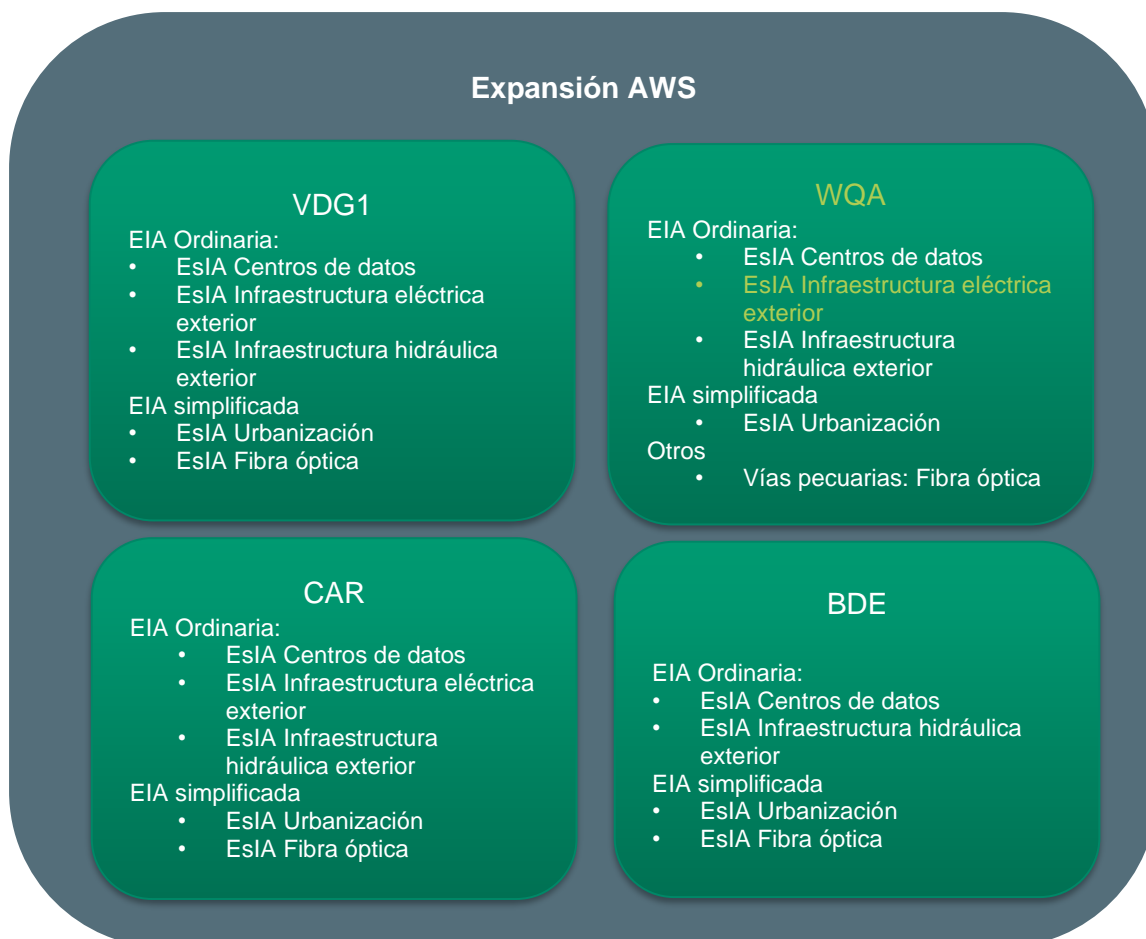 Expansión AWS
VDG1
EIA Ordinaria:
• EsIA Centros de datos
• EsIA Infraestructura eléctrica
exterior
• EsIA Infraestructura hidráulica
exterior
EIA simplificada
• EsIA Urbanización
• EsIA Fibra óptica
WQA
EIA Ordinaria:
• EsIA Centros de datos
• EsIA Infraestructura eléctrica
exterior
• EsIA Infraestructura
hidráulica exterior
EIA simplificada
• EsIA Urbanización
Otros
• Vías pecuarias: Fibra óptica
CAR
EIA Ordinaria:
• EsIA Centros de datos
• EsIA Infraestructura eléctrica
exterior
• EsIA Infraestructura
hidráulica exterior
EIA simplificada
• EsIA Urbanización
• EsIA Fibra óptica
BDE
EIA Ordinaria:
• EsIA Centros de datos
• EsIA Infraestructura hidráulica
exterior
EIA simplificada
• EsIA Urbanización
• EsIA Fibra óptica